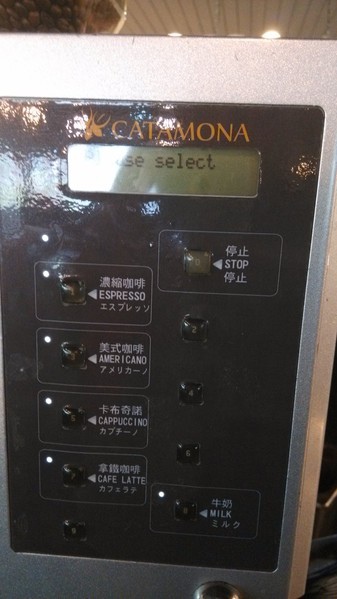 CATAMONA
se select
停止
STOP
停止
濃縮咖啡
ESPRESSO
エスプレッソ
美式咖啡
AMERICANO
アメリカーノ
卡布奇諾
CAPPUCCINO
カプチーノ
拿鐵咖啡
CAFE LATTE
カフェラテ
牛奶
MILK
ミルク